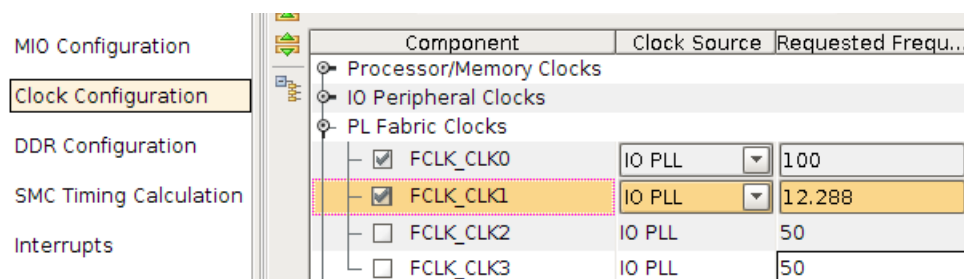 MIO Configuration
Clock Configuration
DDR Configuration
SMC Timing Calculation
Interrupts
Component Clock Source Requested Frequ...
Processor/Memory Clocks
IO Peripheral Clocks
PL Fabric Clocks
FCLK_CLK0 IO PLL 100
FCLK_CLK1 IO PLL 12.288
FCLK_CLK2 IO PLL 50
FCLK_CLK3 IO PLL 50